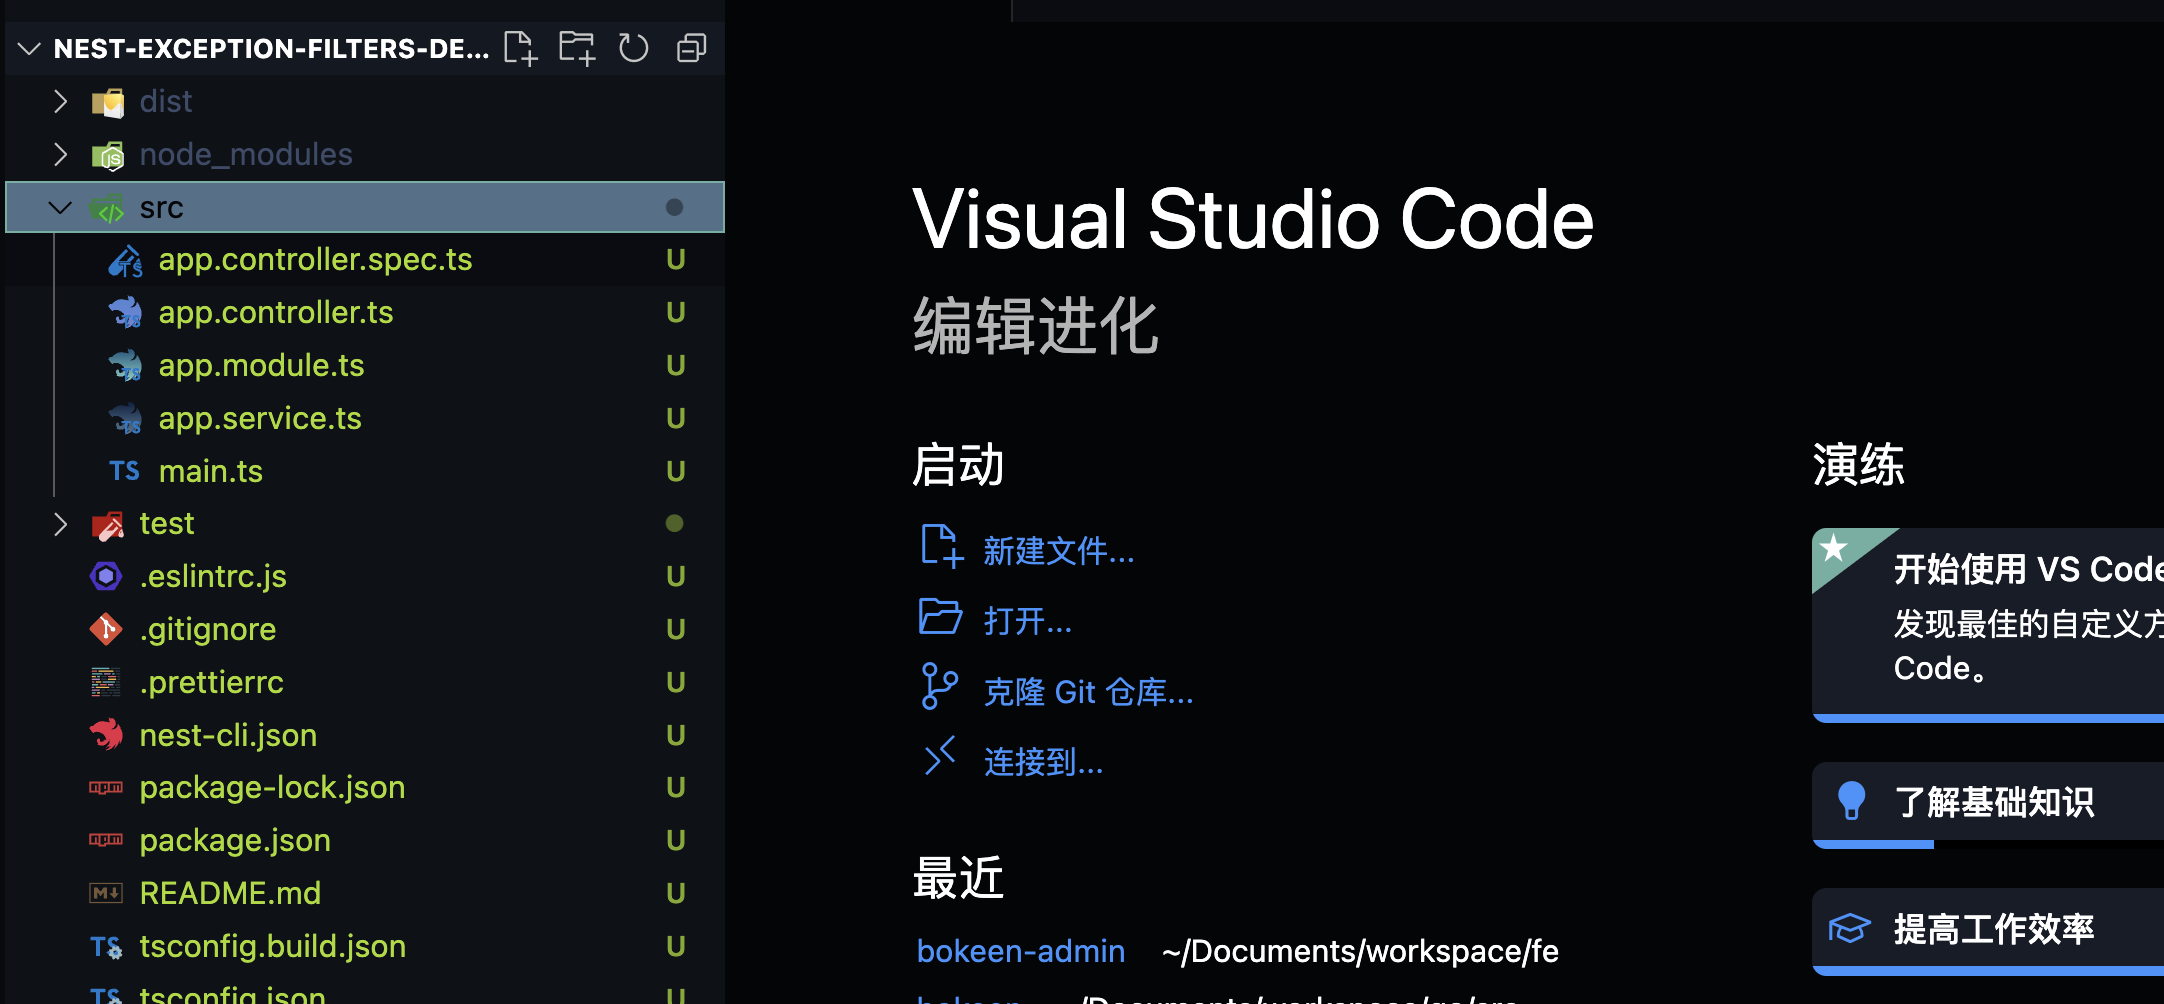 NEST-EXCEPTION-FILTERS-DE...
dist
node_modules
src
app.controller.spec.ts U
app.controller.ts U
app.module.ts U
app.service.ts U
TS main.ts U
test
.eslintrc.js U
.gitignore U
.prettierrc U
nest-cli.json U
package-lock.json U
package.json U
README.md U
tsconfig.build.json U
tsconfig.json U
Visual Studio Code
编辑进化
启动
新建文件...
打开...
克隆 Git 仓库...
连接到...
最近
bokeen-admin ~/Documents/workspace/fe
演练
开始使用 VS Code
发现最佳的自定义方
Code。
了解基础知识
提高工作效率